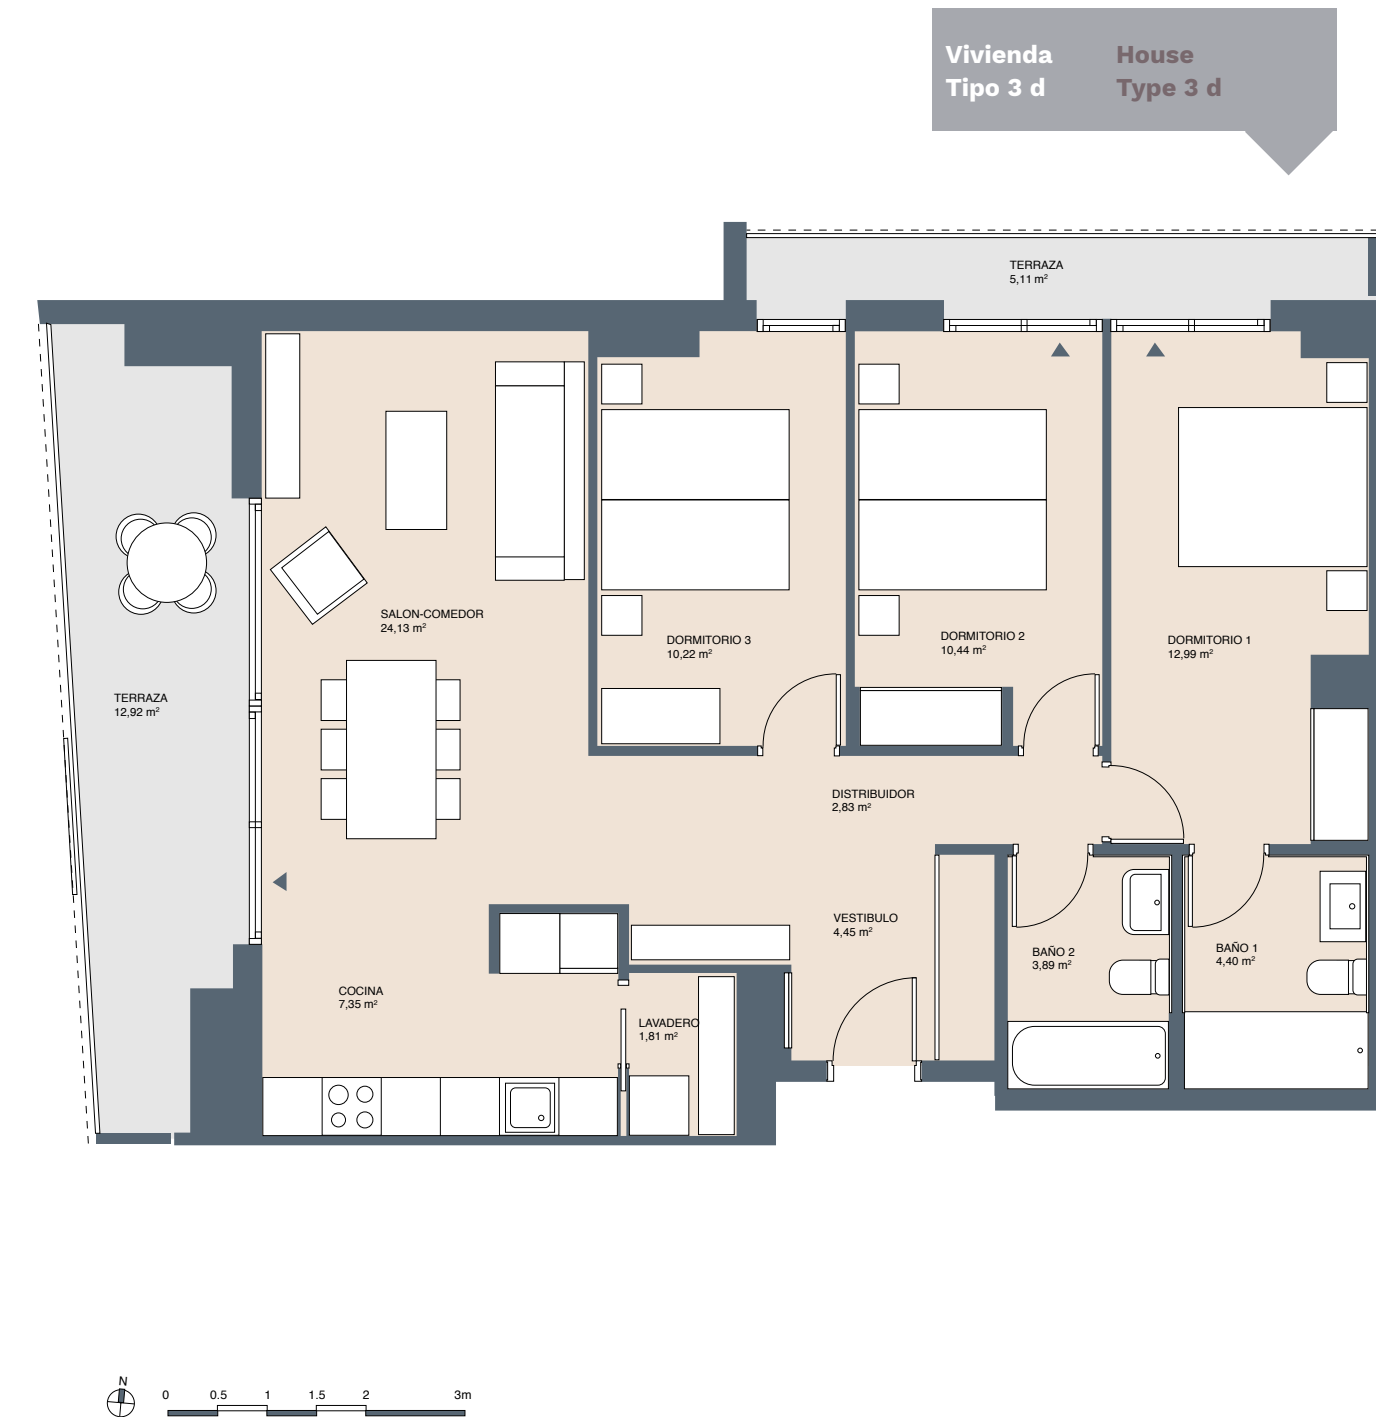 Vivienda House
Tipo 3 d Type 3 d
TERRAZA
5,11 m²
SALON-COMEDOR
24,13 m²
DORMITORIO 3
10,22 m²
DORMITORIO 2
10,44 m²
DORMITORIO 1
12,99 m²
TERRAZA
12,92 m²
DISTRIBUIDOR
2,83 m²
VESTIBULO
4,45 m²
BAÑO 2
3,89 m²
BAÑO 1
4,40 m²
COCINA
7,35 m²
LAVADERO
1,81 m²
N
0 0.5 1 1.5 2 3m